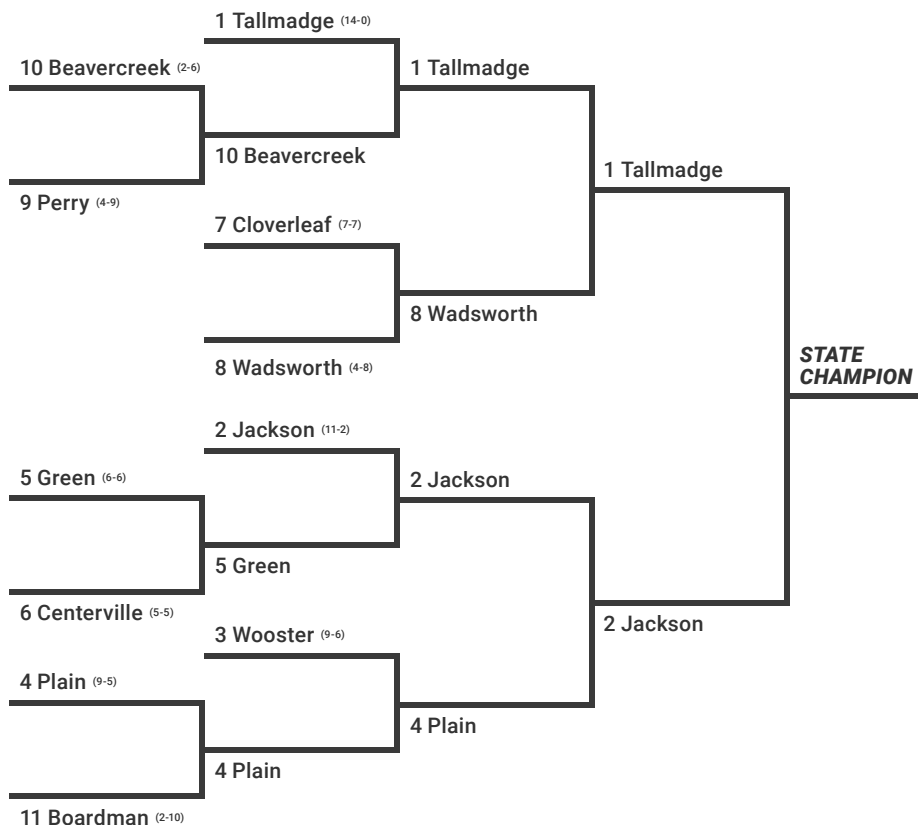 1 Tallmadge (14-0)
10 Beavercreek (2-6)
1 Tallmadge
10 Beavercreek
1 Tallmadge
9 Perry (4-9)
7 Cloverleaf (7-7)
8 Wadsworth
8 Wadsworth (4-8)
STATE
CHAMPION
2 Jackson (11-2)
5 Green (6-6)
2 Jackson
5 Green
6 Centerville (5-5)
2 Jackson
3 Wooster (9-6)
4 Plain (9-5)
4 Plain
4 Plain
11 Boardman (2-10)